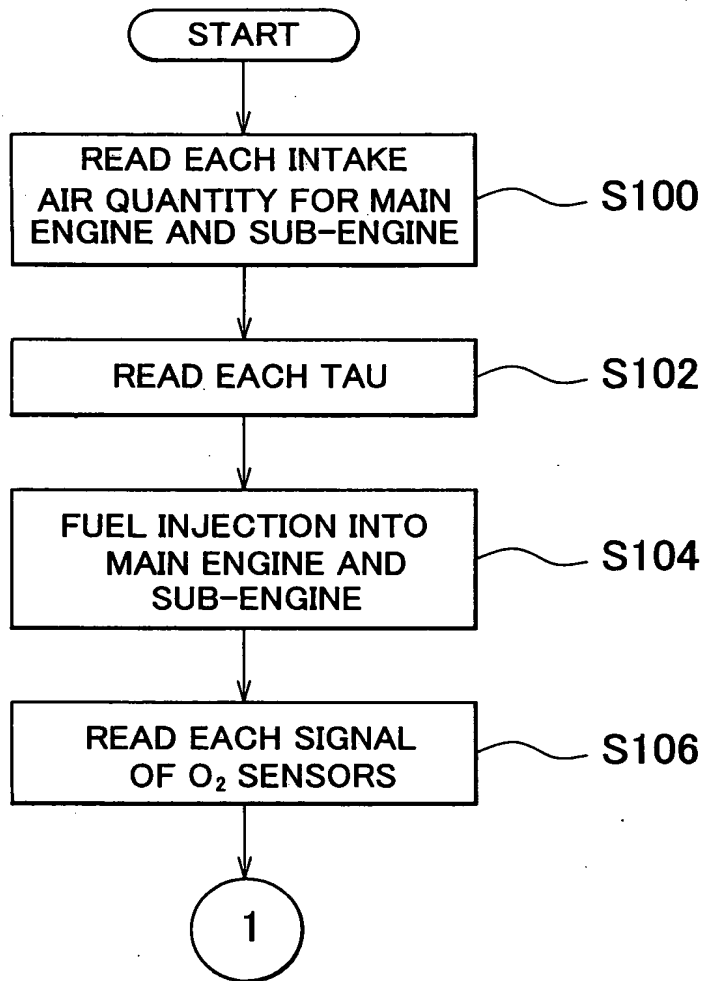 START
READ EACH INTAKE
AIR QUANTITY FOR MAIN
ENGINE AND SUB-ENGINE
S100
READ EACH TAU
S102
FUEL INJECTION INTO
MAIN ENGINE AND
SUB-ENGINE
S104
READ EACH SIGNAL
OF O₂ SENSORS
S106
1